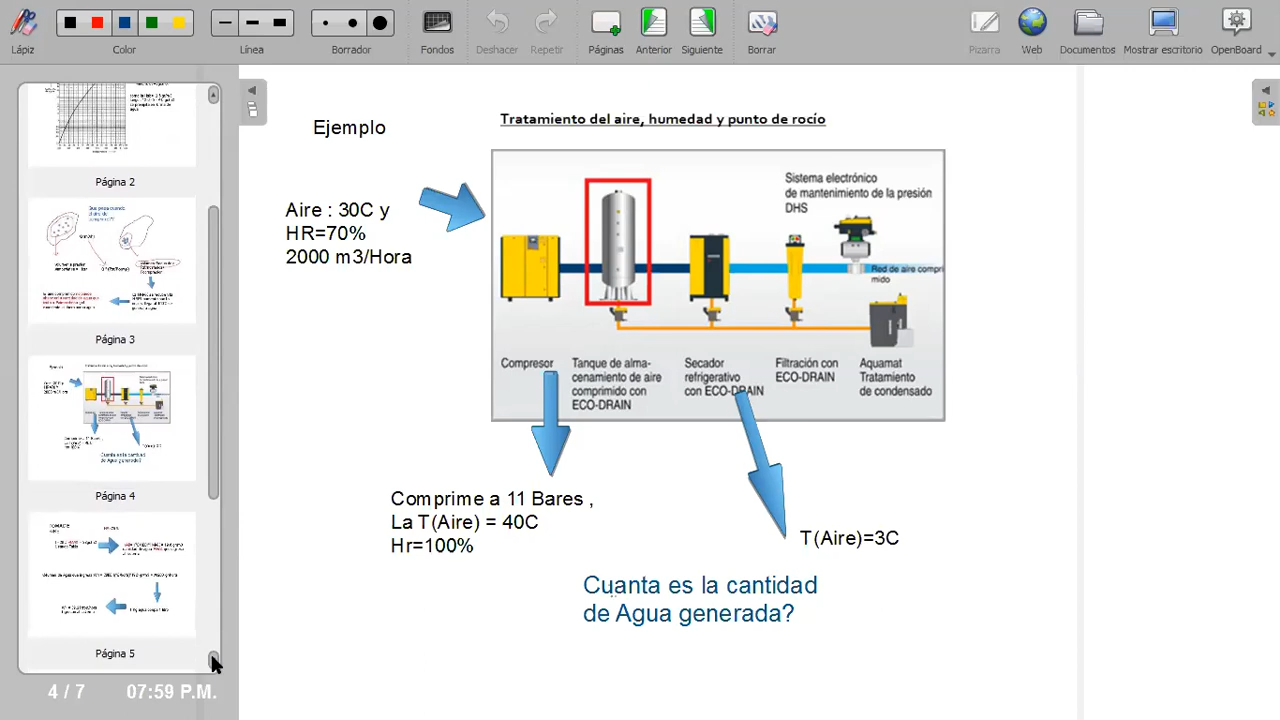 Lápiz
Color
Línea
Borrador
Fondos
Deshacer
Repetir
Páginas
Anterior
Siguiente
Borrar
Pizarra
Web
Documentos
Mostrar escritorio
OpenBoard
Página 2
Página 3
Página 4
Página 5
4 / 7 07:59 P.M.
Ejemplo
Tratamiento del aire, humedad y punto de rocío
Aire : 30C y
HR=70%
2000 m3/Hora
Sistema electrónico
de mantenimiento de la presión
DHS
Red de aire compri
mido
Compresor
Tanque de alma-
cenamiento de aire
comprimido con
ECO-DRAIN
Secador
refrigerativo
con ECO-DRAIN
Filtración con
ECO-DRAIN
Aquamat
Tratamiento
de condensado
Comprime a 11 Bares ,
La T(Aire) = 40C
Hr=100%
T(Aire)=3C
Cuanta es la cantidad
de Agua generada?